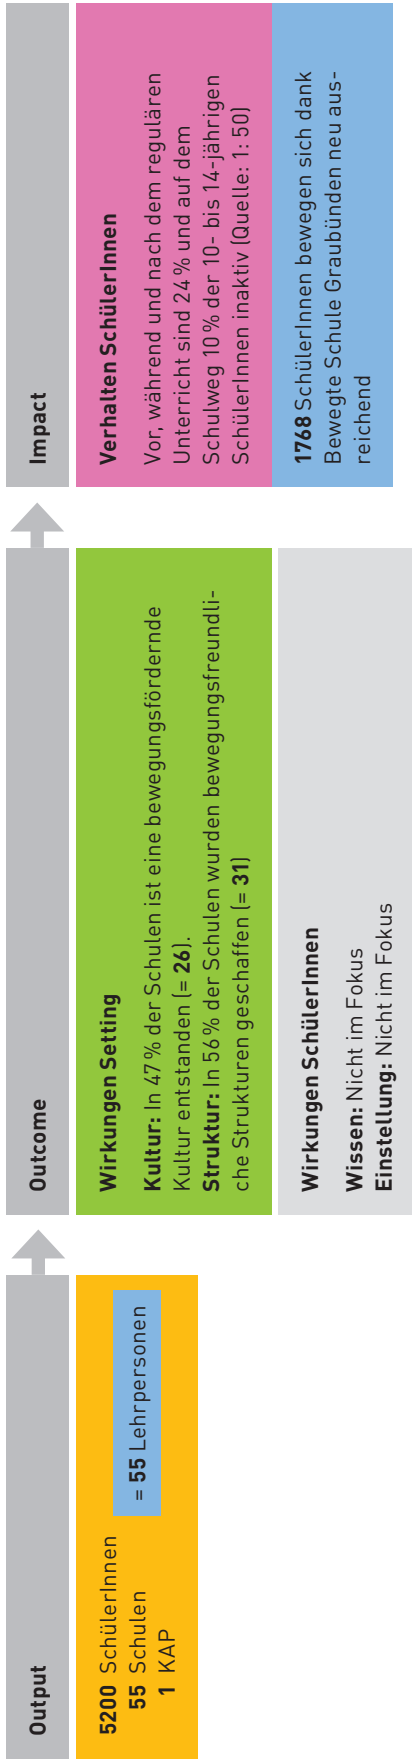 Output
5200 SchülerInnen
55 Schulen
1 KAP
= 55 Lehrpersonen
Outcome
Wirkungen Setting
Kultur: In 47 % der Schulen ist eine bewegungsfördernde
Kultur entstanden (= 26).
Struktur: In 56 % der Schulen wurden bewegungsfreundli-
che Strukturen geschaffen (= 31)
Wirkungen SchülerInnen
Wissen: Nicht im Fokus
Einstellung: Nicht im Fokus
Impact
Verhalten SchülerInnen
Vor, während und nach dem regulären
Unterricht sind 24 % und auf dem
Schulweg 10 % der 10- bis 14-jährigen
SchülerInnen inaktiv (Quelle: 1: 50)
1768 SchülerInnen bewegen sich dank
Bewegte Schule Graubünden neu aus-
reichend